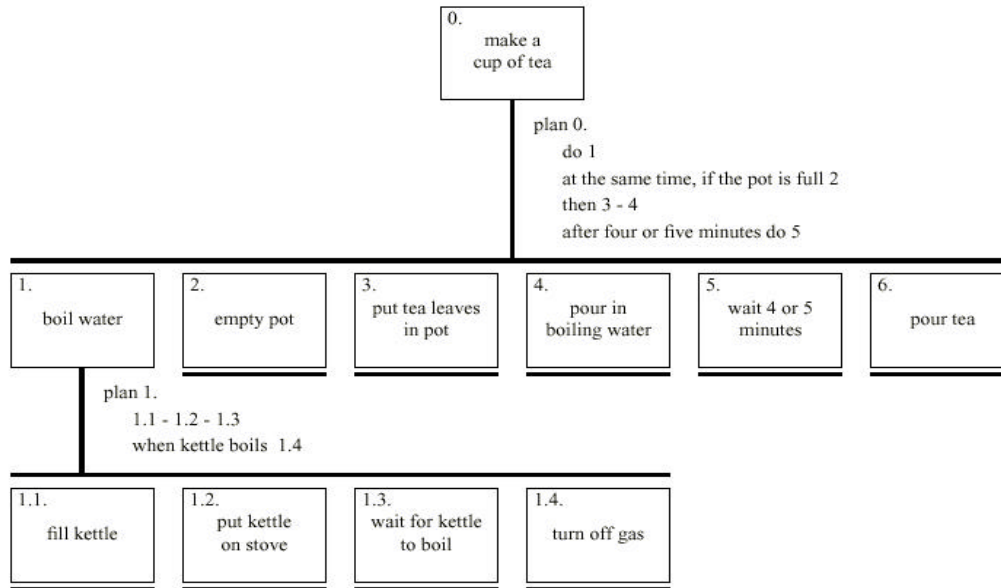 0.
make a
cup of tea
plan 0.
do 1
at the same time, if the pot is full 2
then 3 - 4
after four or five minutes do 5
1.
boil water
2.
empty pot
3.
put tea leaves
in pot
4.
pour in
boiling water
5.
wait 4 or 5
minutes
6.
pour tea
plan 1.
1.1 - 1.2 - 1.3
when kettle boils 1.4
1.1.
fill kettle
1.2.
put kettle
on stove
1.3.
wait for kettle
to boil
1.4.
turn off gas